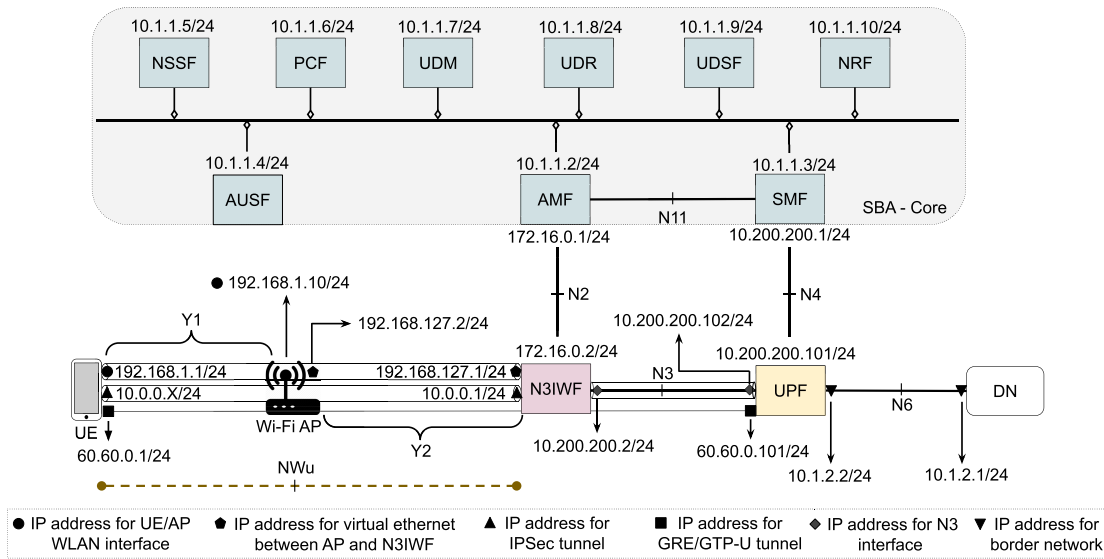 10.1.1.5/24 10.1.1.6/24 10.1.1.7/24 10.1.1.8/24 10.1.1.9/24 10.1.1.10/24
NSSF PCF UDM UDR UDSF NRF
10.1.1.4/24 10.1.1.2/24 10.1.1.3/24
AUSF AMF SMF
N11
SBA - Core
172.16.0.1/24 10.200.200.1/24
192.168.1.10/24
N2 N4
Y1
192.168.127.2/24
10.200.200.102/24
172.16.0.2/24 10.200.200.101/24
192.168.1.1/24 192.168.127.1/24
N3
10.0.0.X/24 10.0.0.1/24
N3IWF UPF DN
N6
UE Wi-Fi AP
Y2
60.60.0.1/24 10.200.200.2/24 60.60.0.101/24
NWu
10.1.2.2/24 10.1.2.1/24
IP address for UE/AP IP address for virtual ethernet IP address for IP address for IP address for N3 IP address for
WLAN interface between AP and N3IWF IPSec tunnel GRE/GTP-U tunnel interface border network